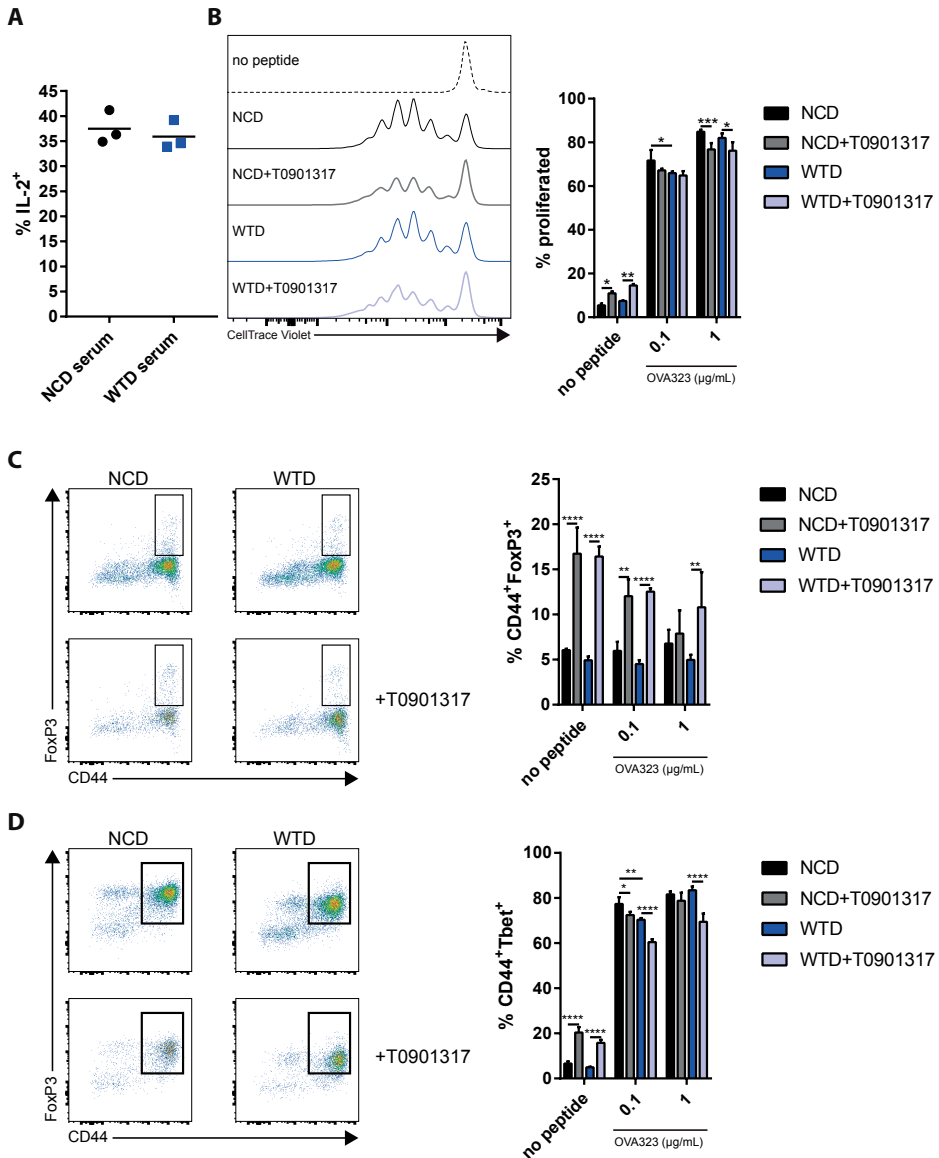 A
% IL-2+
45
40
35
30
25
20
15
10
5
0
NCD serum
WTD serum
B
no peptide
NCD
NCD+T0901317
WTD
WTD+T0901317
CellTrace Violet
% proliferated
100
80
60
40
20
0
* ** * *** *
no peptide
0.1
1
OVA323 (µg/mL)
NCD
NCD+T0901317
WTD
WTD+T0901317
C
NCD
WTD
+T0901317
FoxP3
CD44
% CD44+FoxP3+
25
20
15
10
5
0
**** **** ** **** **
no peptide
0.1
1
OVA323 (µg/mL)
NCD
NCD+T0901317
WTD
WTD+T0901317
D
NCD
WTD
+T0901317
FoxP3
CD44
% CD44+Tbet+
100
80
60
40
20
0
**** **** ** * **** ****
no peptide
0.1
1
OVA323 (µg/mL)
NCD
NCD+T0901317
WTD
WTD+T0901317